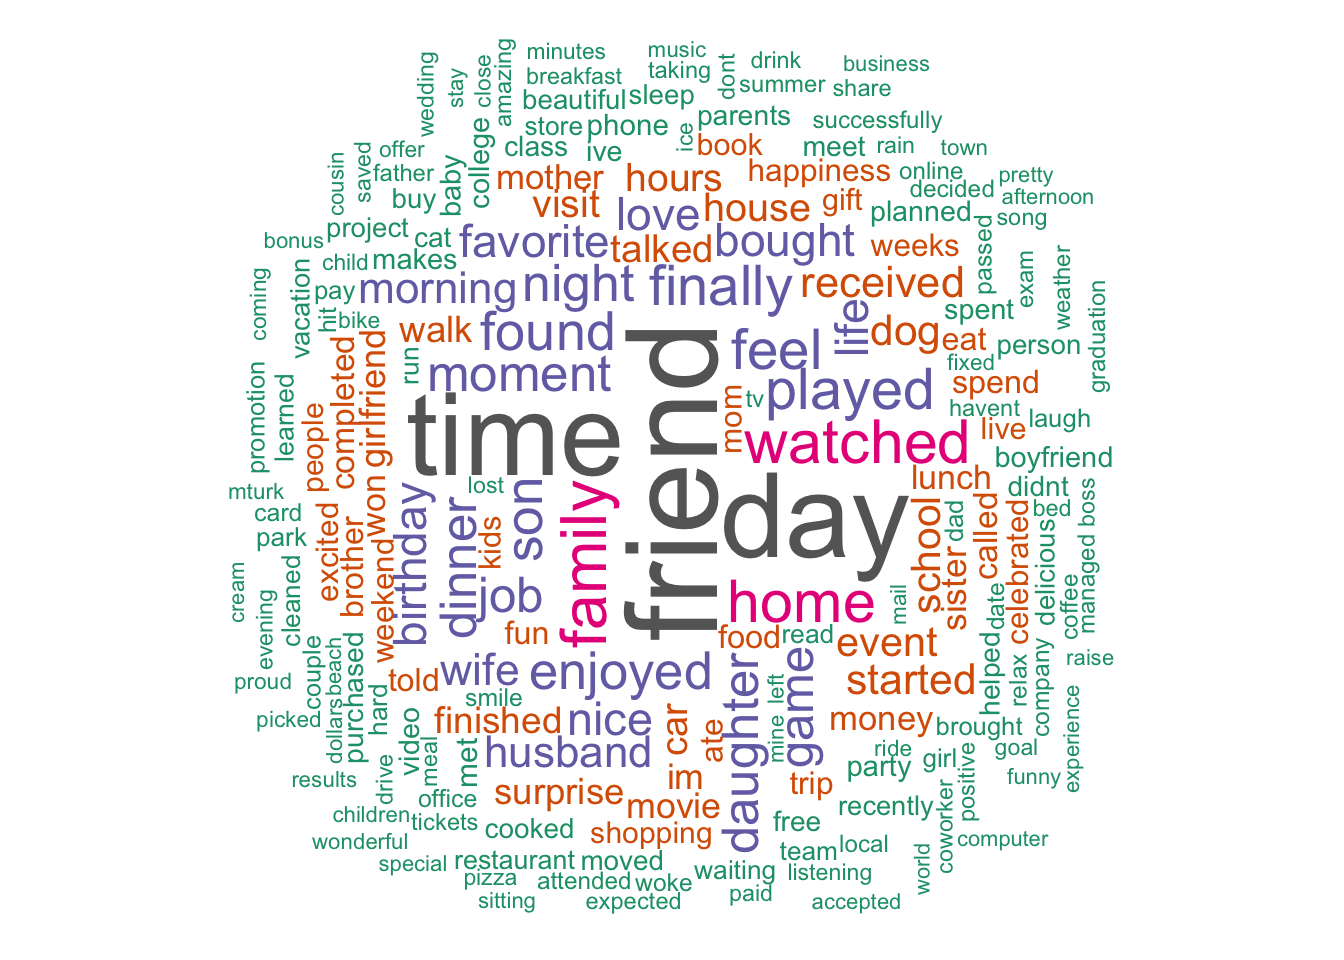 minutes
music
drink
business
wedding
stay
close
amazing
breakfast
taking
dont
summer
share
beautiful
sleep
parents
successfully
store
phone
ice
book
meet
rain
town
offer
college
class
ive
cousin
saved
father
baby
mother
hours
happiness
online
pretty
buy
visit
love
house
gift
planned
decided
afternoon
song
project
cat
favorite
talked
bought
weeks
passed
exam
weather
bonus
child
makes
coming
vacation
pay
morning
night
finally
received
graduation
hit
bike
walk
found
friend
feel
life
dog
eat
spent
person
fixed
run
moment
played
spend
promotion
learned
people
completed
girlfriend
time
mom
tv
havent
laugh
watched
live
boyfriend
mturk
lost
lunch
didnt
card
won
birthday
dinner
son
family
day
school
dad
called
celebrated
bed
boss
park
excited
brother
weekend
kids
sister
delicious
managed
cream
evening
cleaned
job
home
mail
date
coffee
fun
food
read
event
helped
relax
company
raise
proud
couple
beach
purchased
told
wife
enjoyed
daughter
left
game
started
picked
dollars
hard
smile
finished
nice
car
ate
mine
money
brought
goal
experience
video
meal
met
husband
ride
party
girl
positive
funny
results
drive
im
trip
surprise
movie
recently
children
office
tickets
cooked
shopping
free
coworker
computer
wonderful
team
local
special
restaurant
moved
waiting
listening
world
pizza
attended
woke
paid
sitting
expected
accepted